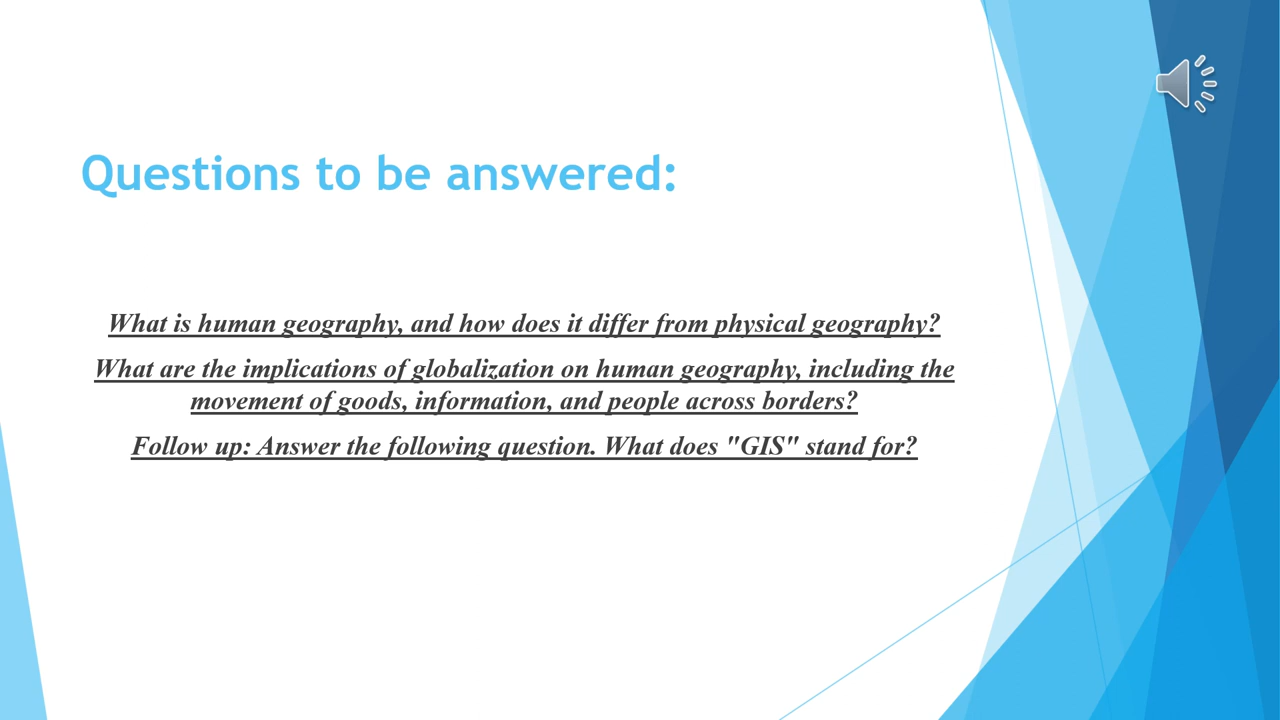 Questions to be answered:
What is human geography, and how does it differ from physical geography?
What are the implications of globalization on human geography, including the
movement of goods, information, and people across borders?
Follow up: Answer the following question. What does "GIS" stand for?